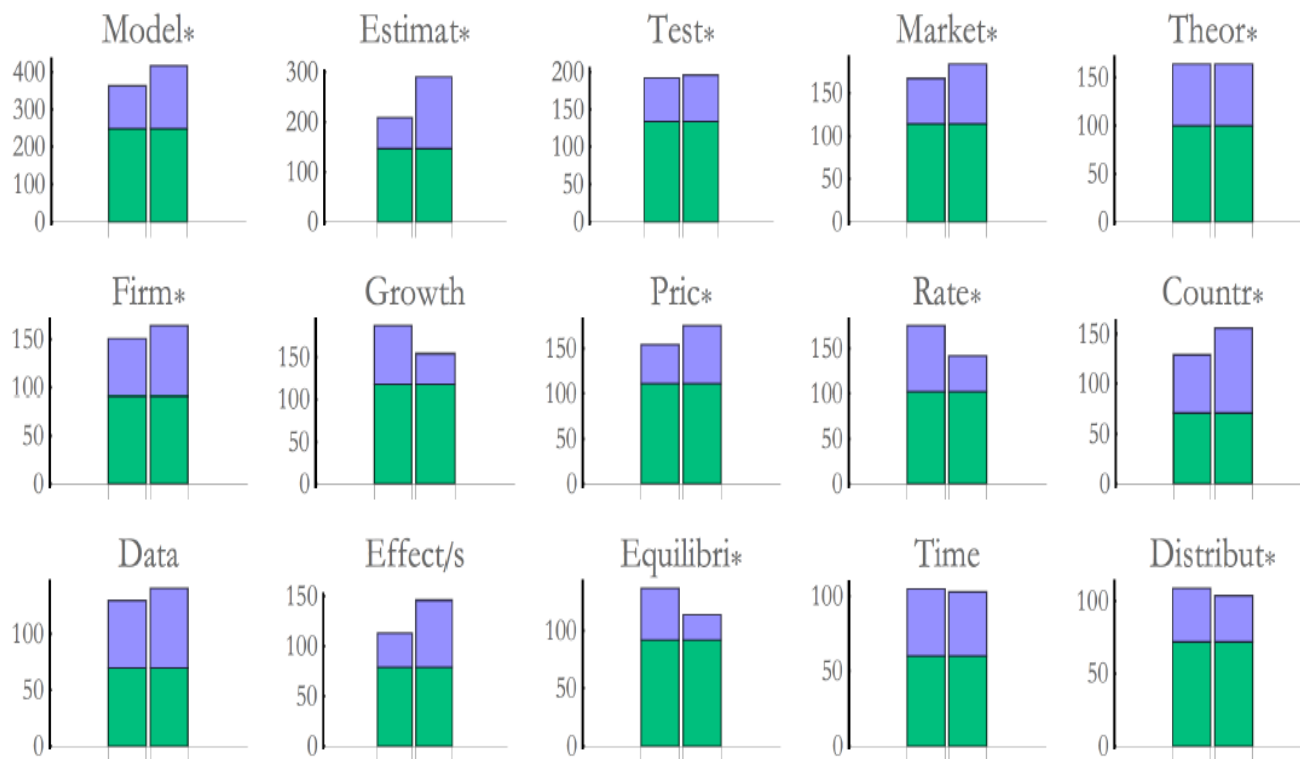 Model* Estimat* Test* Market* Theor*
400 300 200 150 150
300 200 150 100 100
200 100 100 50 50
100 0 50 0 0
0 0
Firm* Growth Pric* Rate* Countr*
150 150 150 150 150
100 100 100 100 100
50 50 50 50 50
0 0 0 0 0
Data Effect/s Equilibri* Time Distribut*
100 150 100 100 100
50 100 50 50 50
0 50 0 0 0
0